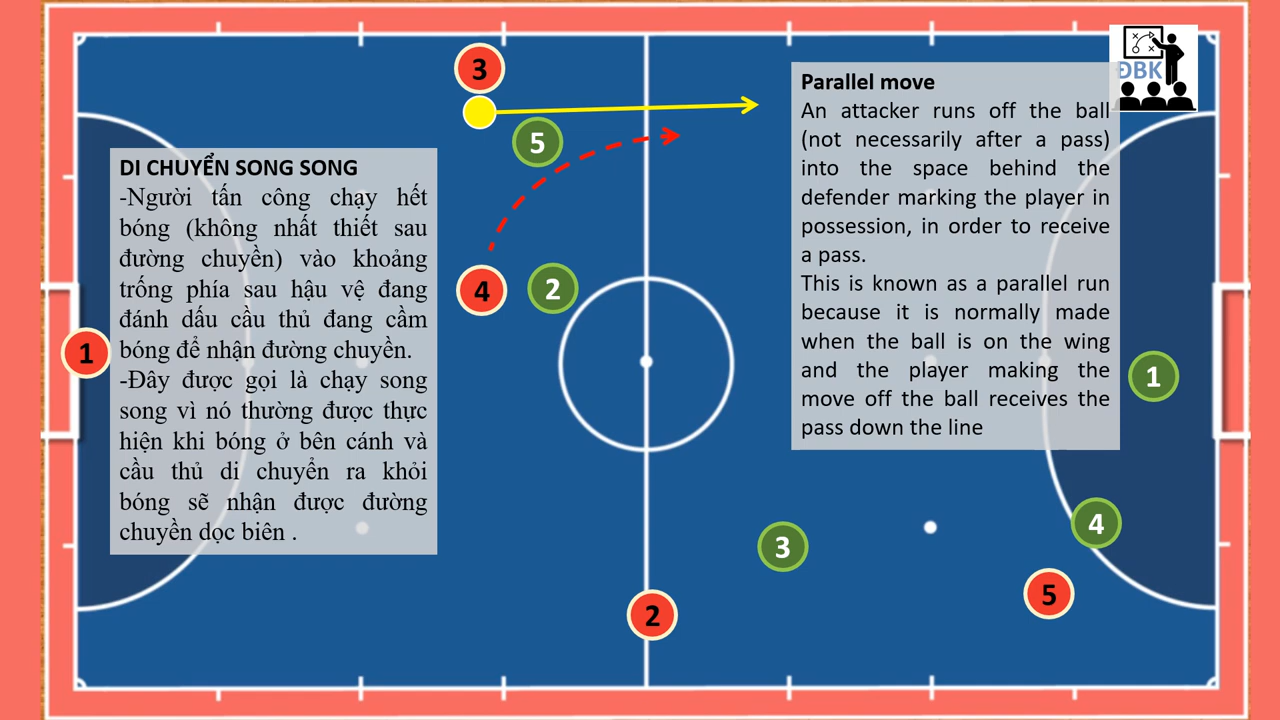 3
ĐBK
Parallel move
An attacker runs off the ball
(not necessarily after a pass)
into the space behind the
defender marking the player in
possession, in order to receive
a pass.
This is known as a parallel run
because it is normally made
when the ball is on the wing
and the player making the
move off the ball receives the
pass down the line
5
DI CHUYỂN SONG SONG
-Người tấn công chạy hết
bóng (không nhất thiết sau
đường chuyền) vào khoảng
trống phía sau hậu vệ đang
đánh dấu cầu thủ đang cầm
bóng để nhận đường chuyền.
-Đây được gọi là chạy song
song vì nó thường được thực
hiện khi bóng ở bên cánh và
cầu thủ di chuyển ra khỏi
bóng sẽ nhận được đường
chuyền dọc biên .
4
2
1
1
4
3
5
2